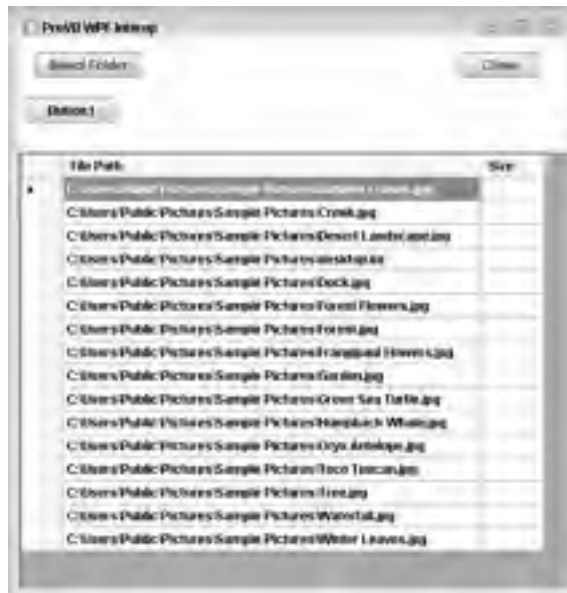 ProVB WPF Interop
Select Folder
Close
Button1
File Path
Size
C:\Users\Public\Pictures\Sample Pictures\Creek.jpg
C:\Users\Public\Pictures\Sample Pictures\Desert Landscape.jpg
C:\Users\Public\Pictures\Sample Pictures\desktop.ini
C:\Users\Public\Pictures\Sample Pictures\Dock.jpg
C:\Users\Public\Pictures\Sample Pictures\Forest Flowers.jpg
C:\Users\Public\Pictures\Sample Pictures\Forest.jpg
C:\Users\Public\Pictures\Sample Pictures\Frangipani Flowers.jpg
C:\Users\Public\Pictures\Sample Pictures\Garden.jpg
C:\Users\Public\Pictures\Sample Pictures\Green Sea Turtle.jpg
C:\Users\Public\Pictures\Sample Pictures\Humpback Whale.jpg
C:\Users\Public\Pictures\Sample Pictures\Oryx Antelope.jpg
C:\Users\Public\Pictures\Sample Pictures\Toco Toucan.jpg
C:\Users\Public\Pictures\Sample Pictures\Tree.jpg
C:\Users\Public\Pictures\Sample Pictures\Waterfall.jpg
C:\Users\Public\Pictures\Sample Pictures\Winter Leaves.jpg